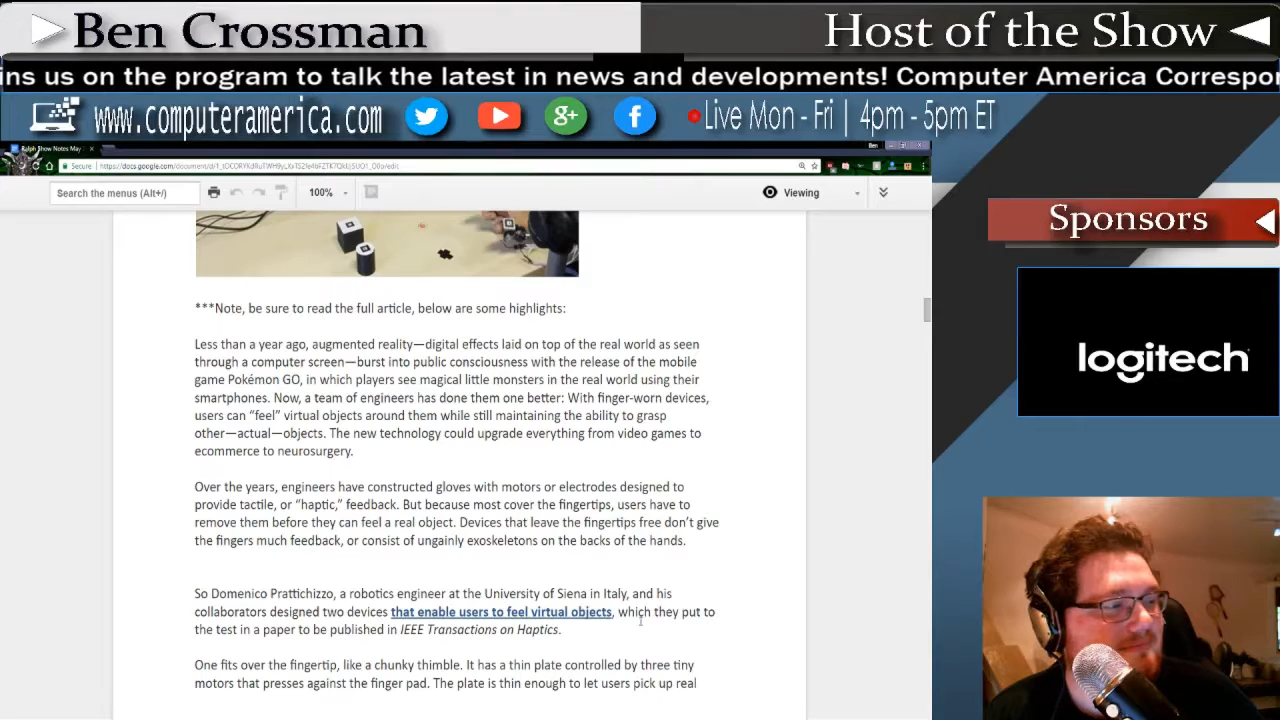 Ben Crossman
Host of the Show
ins us on the program to talk the latest in news and developments! Computer America Correspo
www.computeramerica.com
Live Mon - Fri | 4pm - 5pm ET
Ralph Show Notes May
Ben
Secure
Search the menus (Alt+/)
100%
Viewing
Sponsors
logitech
***Note, be sure to read the full article, below are some highlights:
Less than a year ago, augmented reality—digital effects laid on top of the real world as seen
through a computer screen—burst into public consciousness with the release of the mobile
game Pokémon GO, in which players see magical little monsters in the real world using their
smartphones. Now, a team of engineers has done them one better: With finger-worn devices,
users can “feel” virtual objects around them while still maintaining the ability to grasp
other—actual—objects. The new technology could upgrade everything from video games to
ecommerce to neurosurgery.
Over the years, engineers have constructed gloves with motors or electrodes designed to
provide tactile, or “haptic,” feedback. But because most cover the fingertips, users have to
remove them before they can feel a real object. Devices that leave the fingertips free don’t give
the fingers much feedback, or consist of ungainly exoskeletons on the backs of the hands.
So Domenico Prattichizzo, a robotics engineer at the University of Siena in Italy, and his
collaborators designed two devices that enable users to feel virtual objects, which they put to
the test in a paper to be published in IEEE Transactions on Haptics.
One fits over the fingertip, like a chunky thimble. It has a thin plate controlled by three tiny
motors that presses against the finger pad. The plate is thin enough to let users pick up real